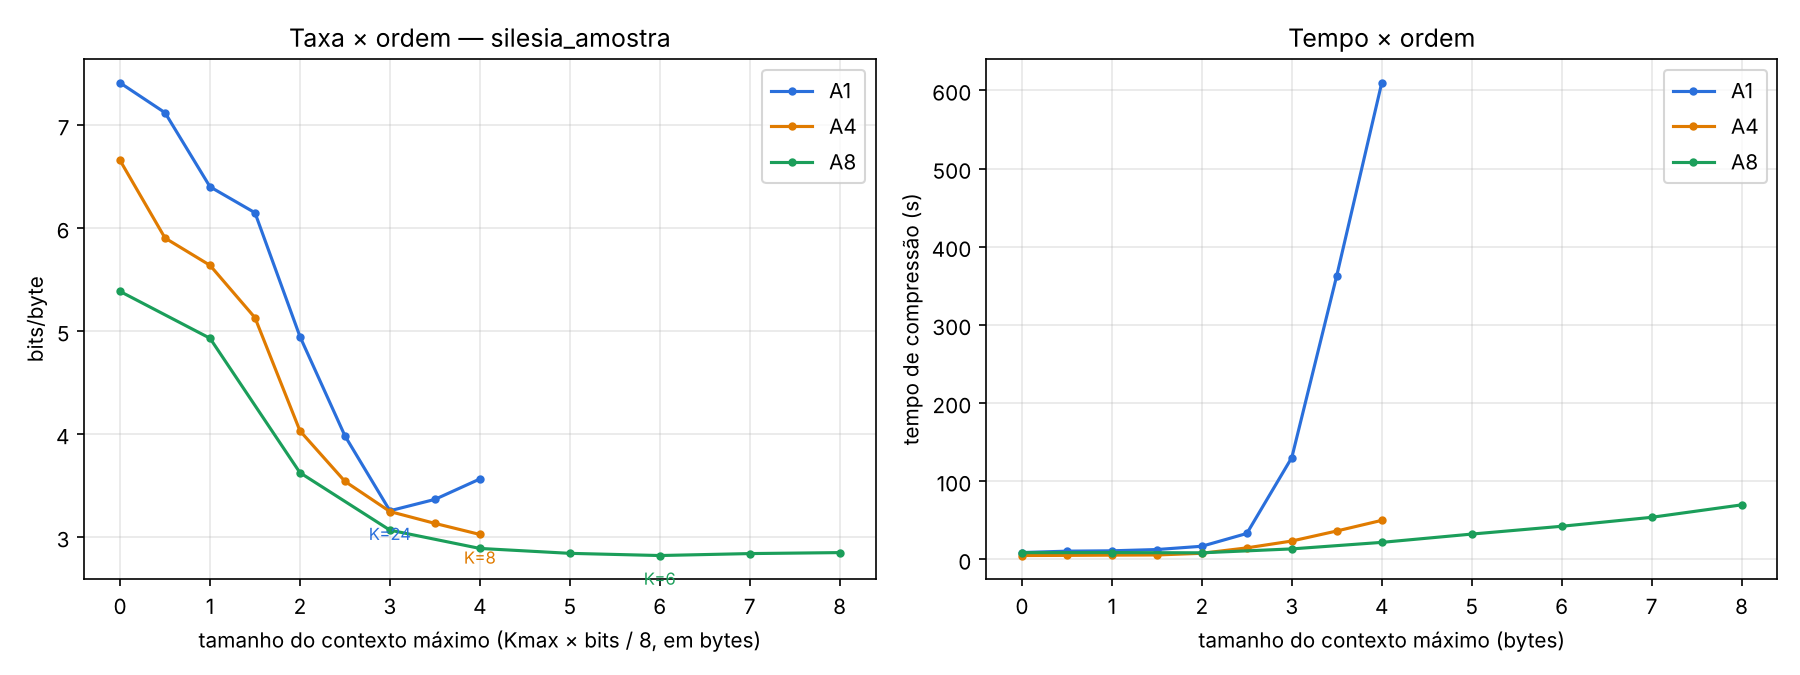 Taxa × ordem — silesia_amostra
A1
A4
A8
7
6
5
4
3
bits/byte
K=24
K=8
K=6
0 1 2 3 4 5 6 7 8
tamanho do contexto máximo (Kmax × bits / 8, em bytes)
Tempo × ordem
A1
A4
A8
600
500
400
300
200
100
0
tempo de compressão (s)
0 1 2 3 4 5 6 7 8
tamanho do contexto máximo (bytes)